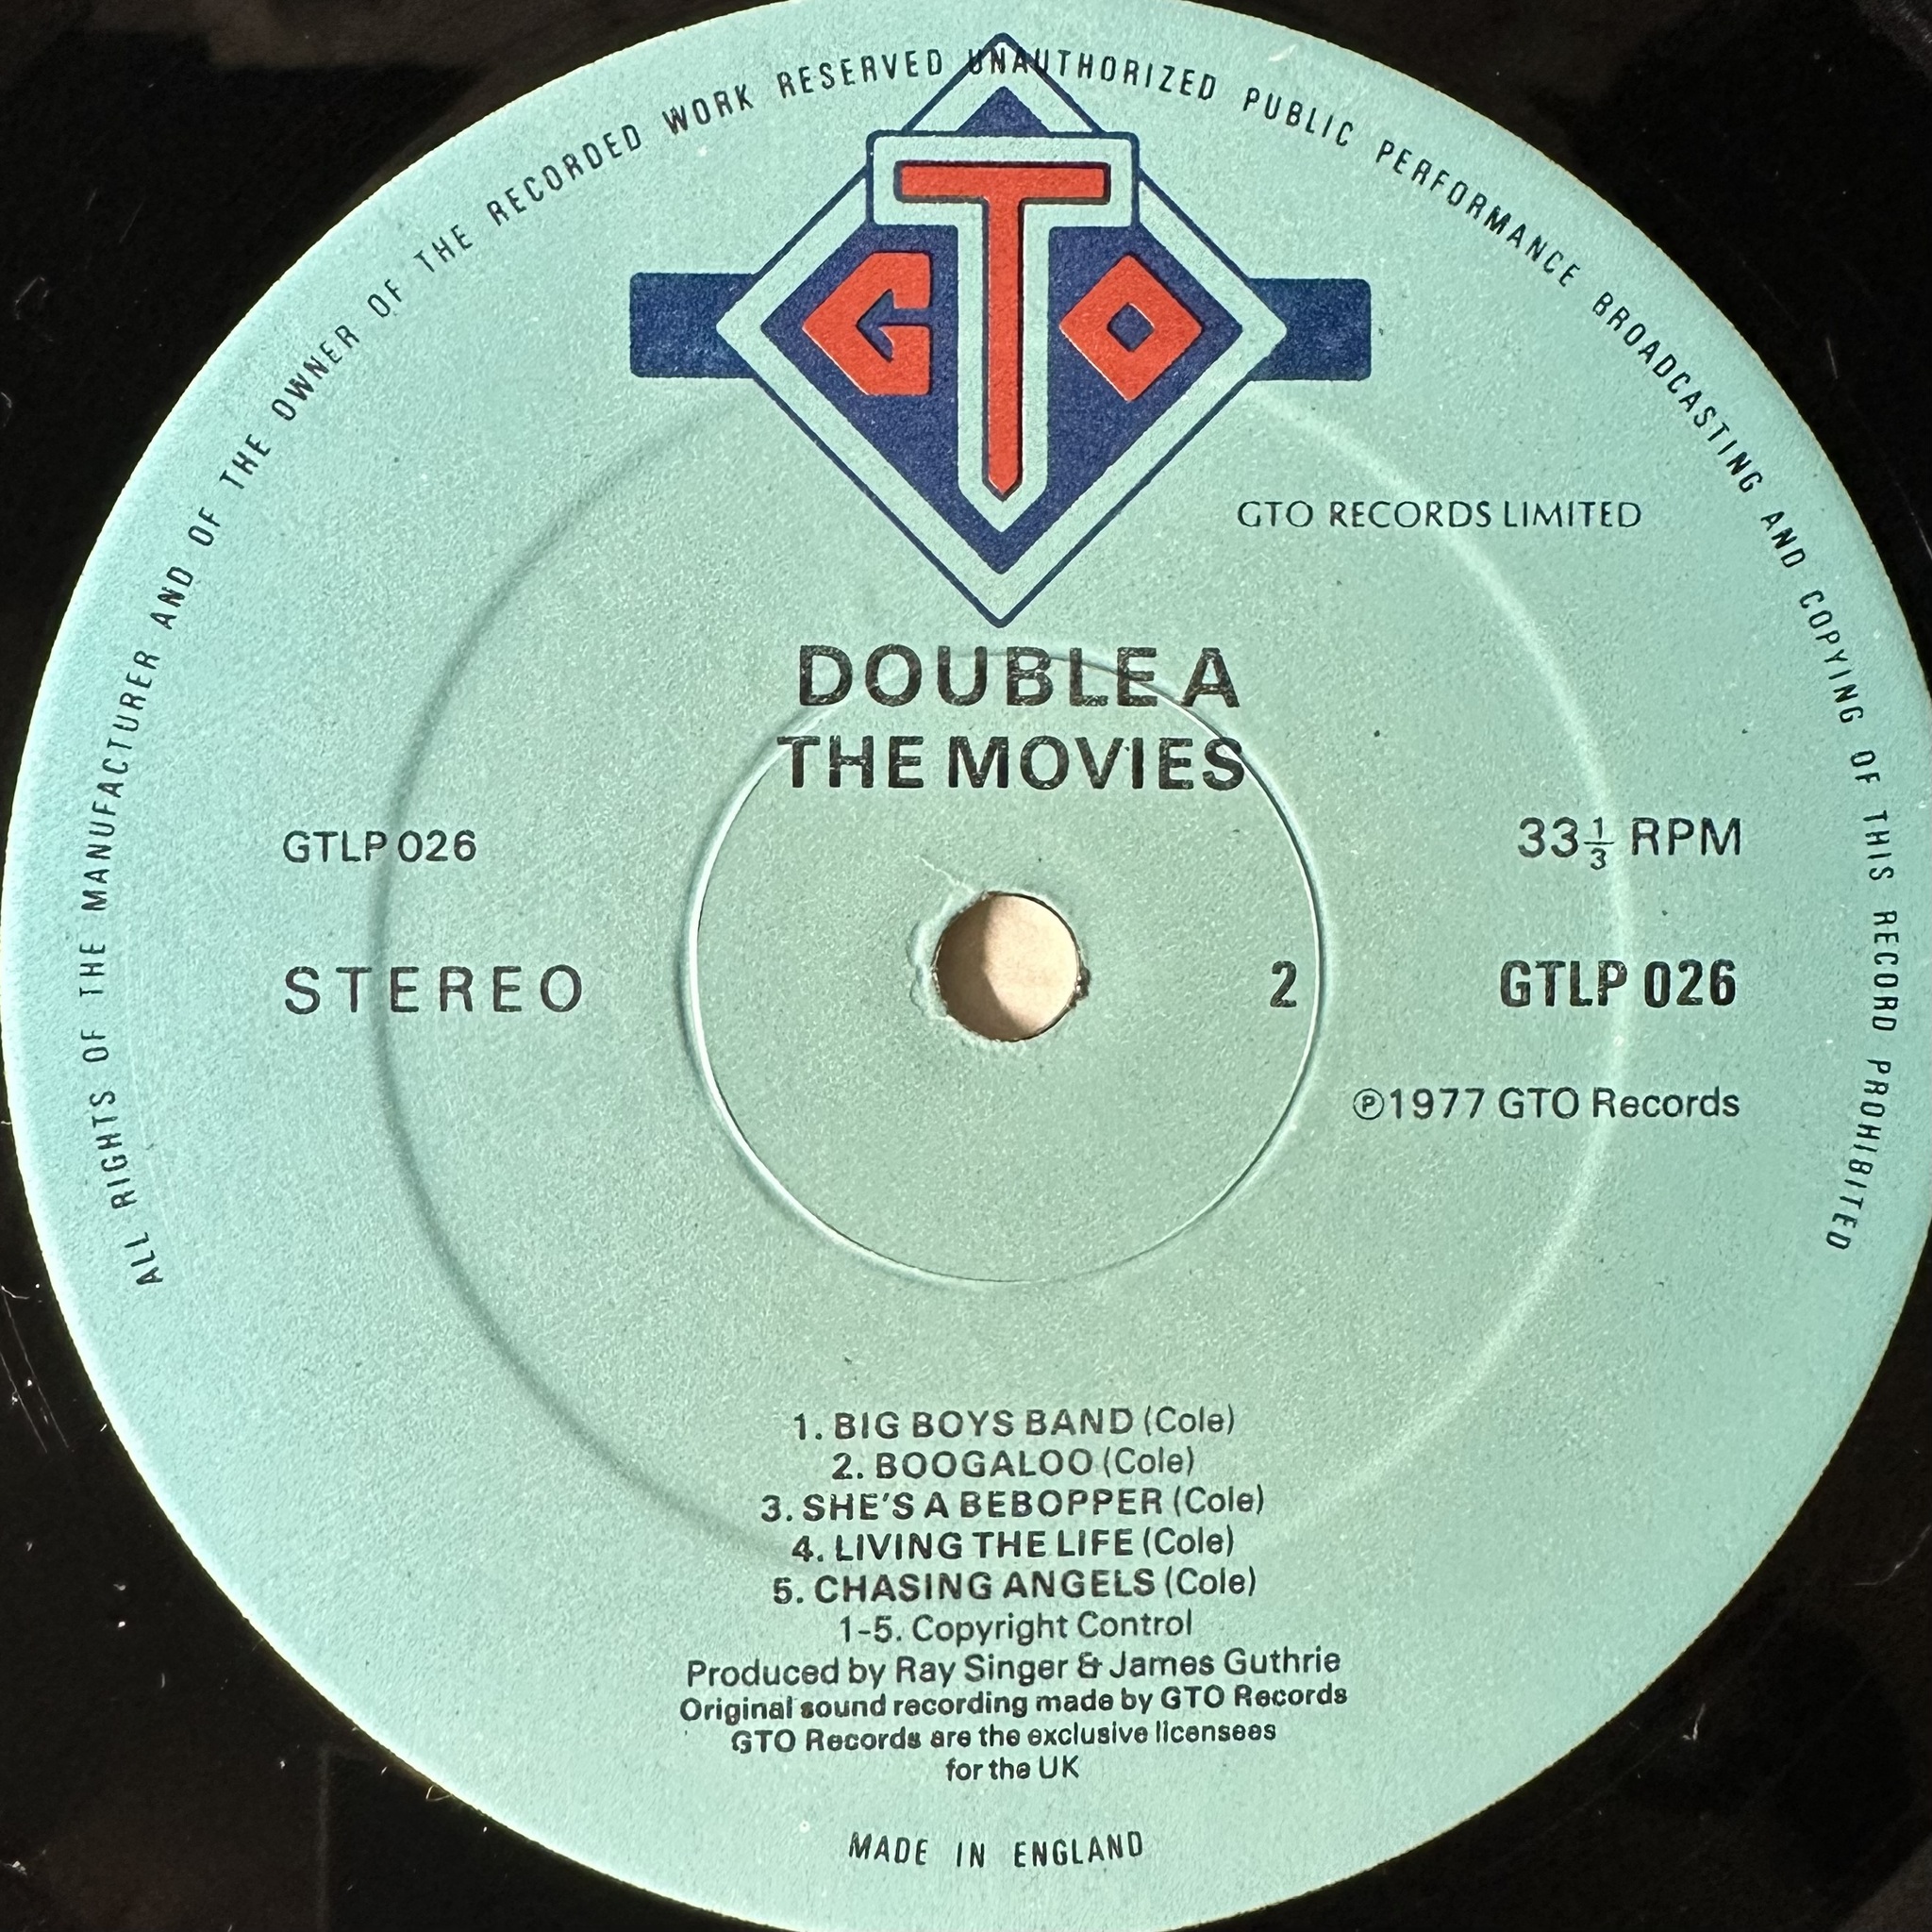 ALL RIGHTS OF THE MANUFACTURER AND OF THE OWNER OF THE RECORDED WORK RESERVED UNAUTHORIZED PUBLIC PERFORMANCE BROADCASTING AND COPYING OF THIS RECORD PROHIBITED
GTO
GTO RECORDS LIMITED
DOUBLE A
THE MOVIES
GTLP 026
33⅓ RPM
STEREO
2
GTLP 026
℗1977 GTO Records
1. BIG BOYS BAND (Cole)
2. BOOGALOO (Cole)
3. SHE'S A BEBOPPER (Cole)
4. LIVING THE LIFE (Cole)
5. CHASING ANGELS (Cole)
1-5. Copyright Control
Produced by Ray Singer & James Guthrie
Original sound recording made by GTO Records
GTO Records are the exclusive licensees
for the UK
MADE IN ENGLAND